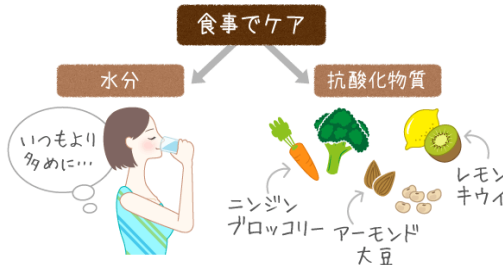 食事でケア
水分
抗酸化物質
いつもより
多めに…
ニンジン
ブロッコリー
アーモンド
大豆
レモン
キウイ